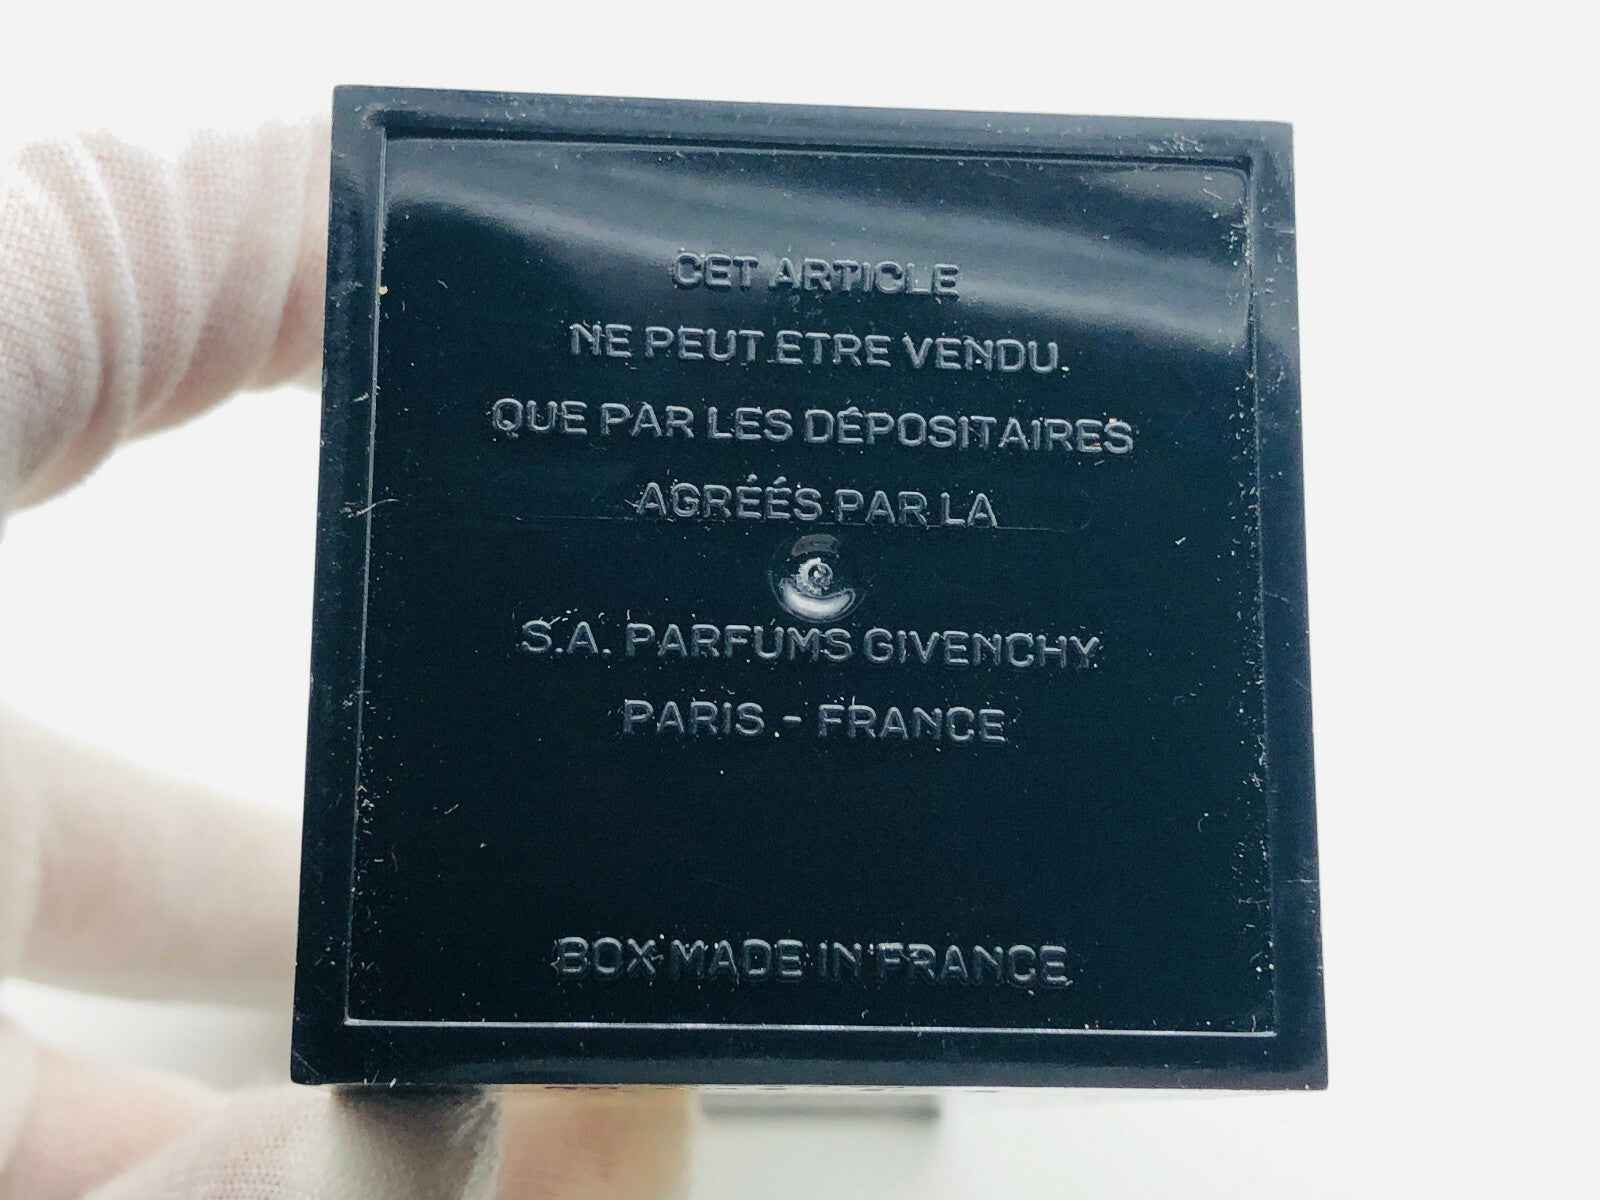 CET ARTICLE
NE PEUT ETRE VENDU
QUE PAR LES DÉPOSITAIRES
AGRÉÉS PAR LA
S.A. PARFUMS GIVENCHY
PARIS - FRANCE
BOX MADE IN FRANCE